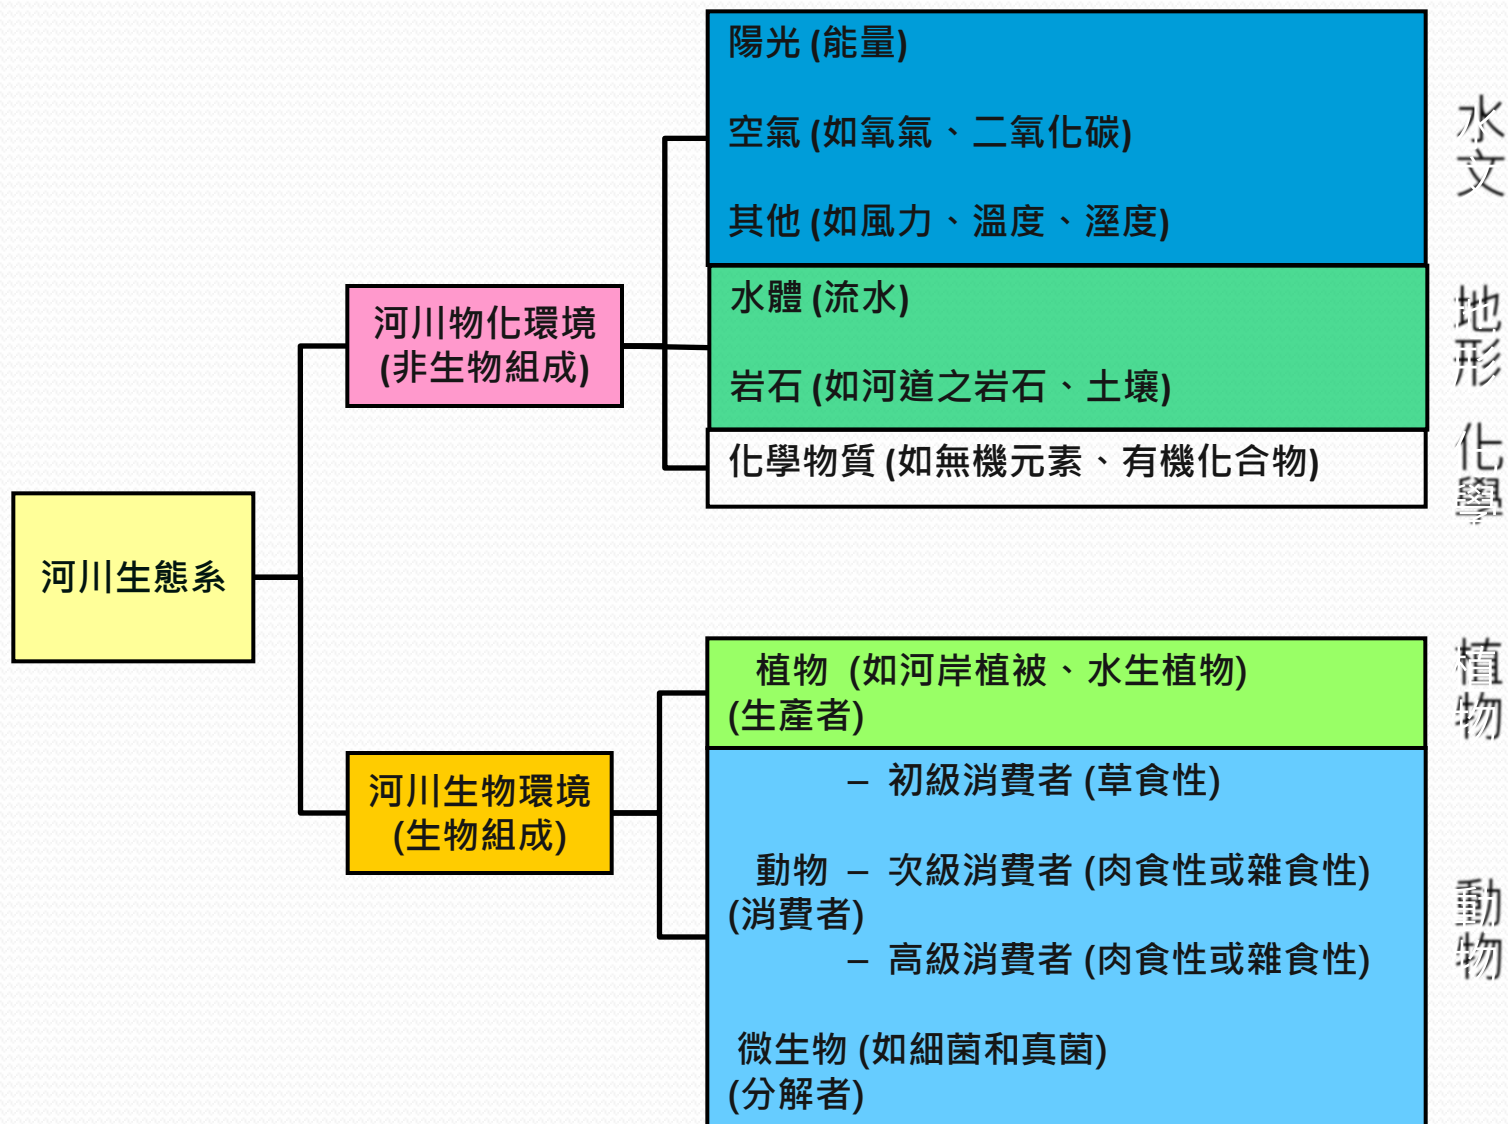 陽光 (能量)
空氣 (如氧氣、二氧化碳)
其他 (如風力、溫度、溼度)
水文
水體 (流水)
岩石 (如河道之岩石、土壤)
地形
化學物質 (如無機元素、有機化合物)
化學
河川物化環境
(非生物組成)
河川生態系
河川生物環境
(生物組成)
植物 (如河岸植被、水生植物)
(生產者)
植物
– 初級消費者 (草食性)
動物 – 次級消費者 (肉食性或雜食性)
(消費者)
– 高級消費者 (肉食性或雜食性)
微生物 (如細菌和真菌)
(分解者)
動物